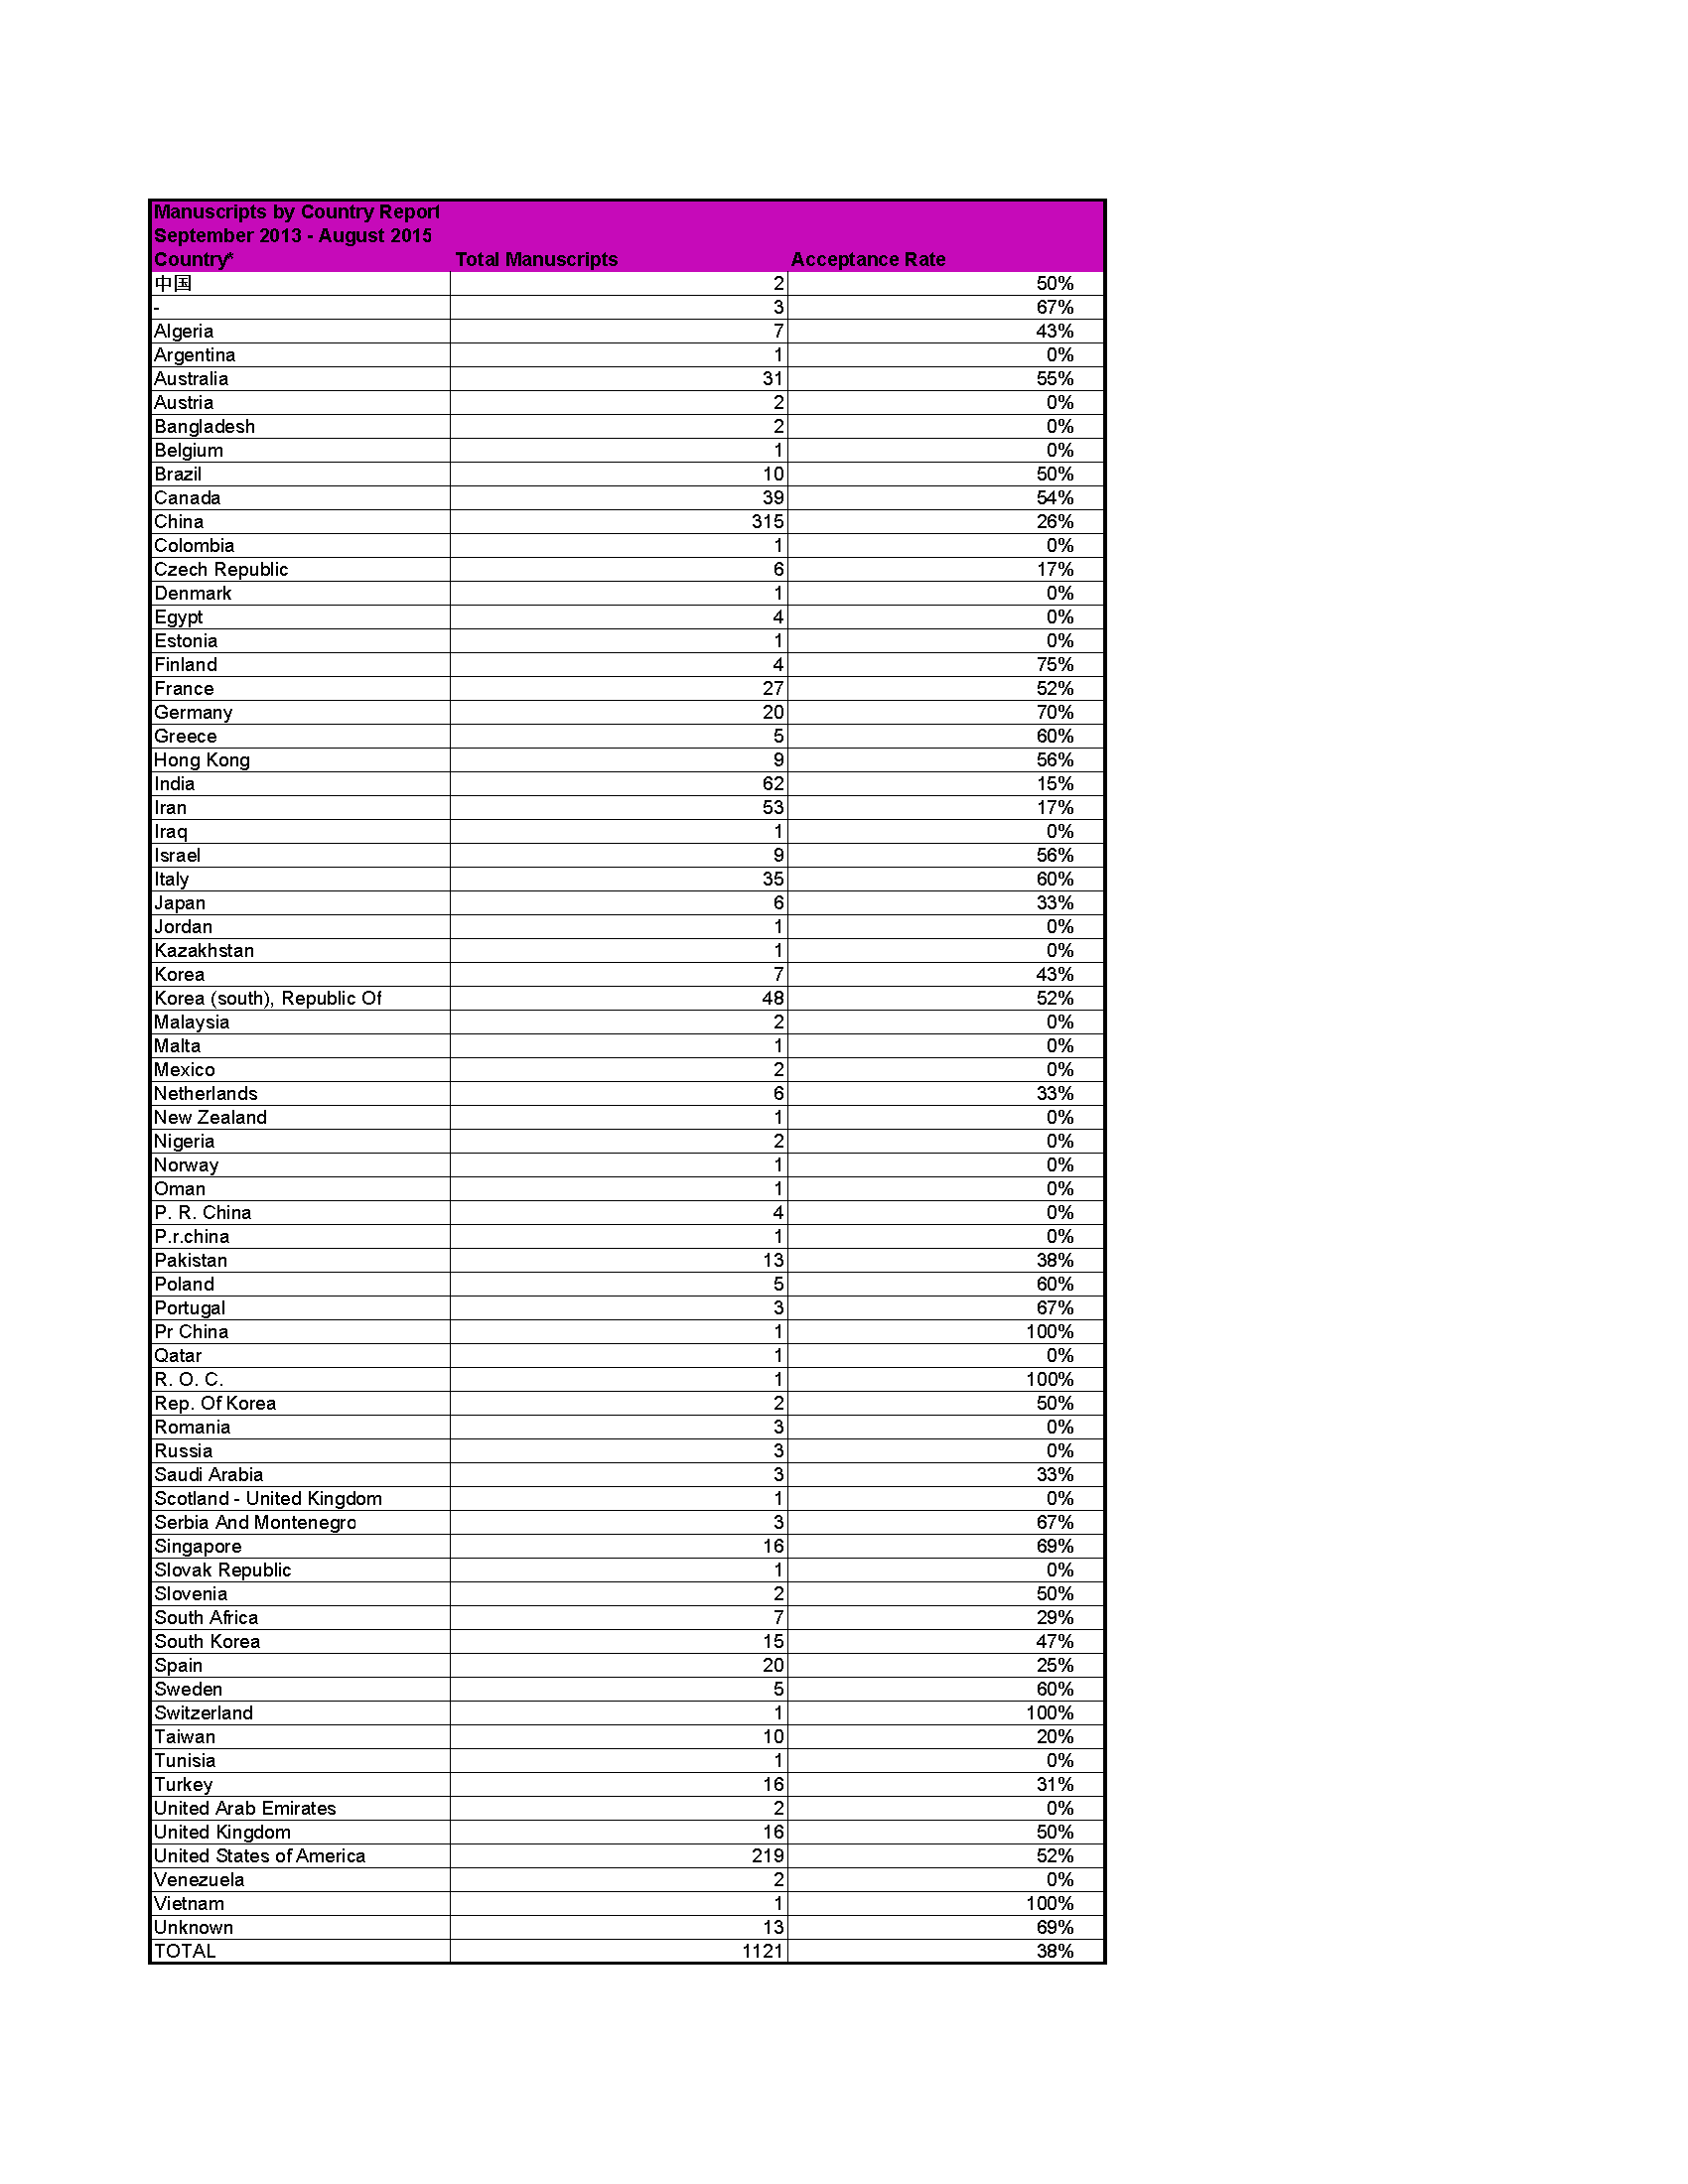 Manuscripts by Country Report
September 2013 - August 2015
Country* Total Manuscripts Acceptance Rate
中国 2 50%
- 3 67%
Algeria 7 43%
Argentina 1 0%
Australia 31 55%
Austria 2 0%
Bangladesh 2 0%
Belgium 1 0%
Brazil 10 50%
Canada 39 54%
China 315 26%
Colombia 1 0%
Czech Republic 6 17%
Denmark 1 0%
Egypt 4 0%
Estonia 1 0%
Finland 4 75%
France 27 52%
Germany 20 70%
Greece 5 60%
Hong Kong 9 56%
India 62 15%
Iran 53 17%
Iraq 1 0%
Israel 9 56%
Italy 35 60%
Japan 6 33%
Jordan 1 0%
Kazakhstan 1 0%
Korea 7 43%
Korea (south), Republic Of 48 52%
Malaysia 2 0%
Malta 1 0%
Mexico 2 0%
Netherlands 6 33%
New Zealand 1 0%
Nigeria 2 0%
Norway 1 0%
Oman 1 0%
P. R. China 4 0%
P.r.china 1 0%
Pakistan 13 38%
Poland 5 60%
Portugal 3 67%
Pr China 1 100%
Qatar 1 0%
R. O. C. 1 100%
Rep. Of Korea 2 50%
Romania 3 0%
Russia 3 0%
Saudi Arabia 3 33%
Scotland - United Kingdom 1 0%
Serbia And Montenegro 3 67%
Singapore 16 69%
Slovak Republic 1 0%
Slovenia 2 50%
South Africa 7 29%
South Korea 15 47%
Spain 20 25%
Sweden 5 60%
Switzerland 1 100%
Taiwan 10 20%
Tunisia 1 0%
Turkey 16 31%
United Arab Emirates 2 0%
United Kingdom 16 50%
United States of America 219 52%
Venezuela 2 0%
Vietnam 1 100%
Unknown 13 69%
TOTAL 1121 38%